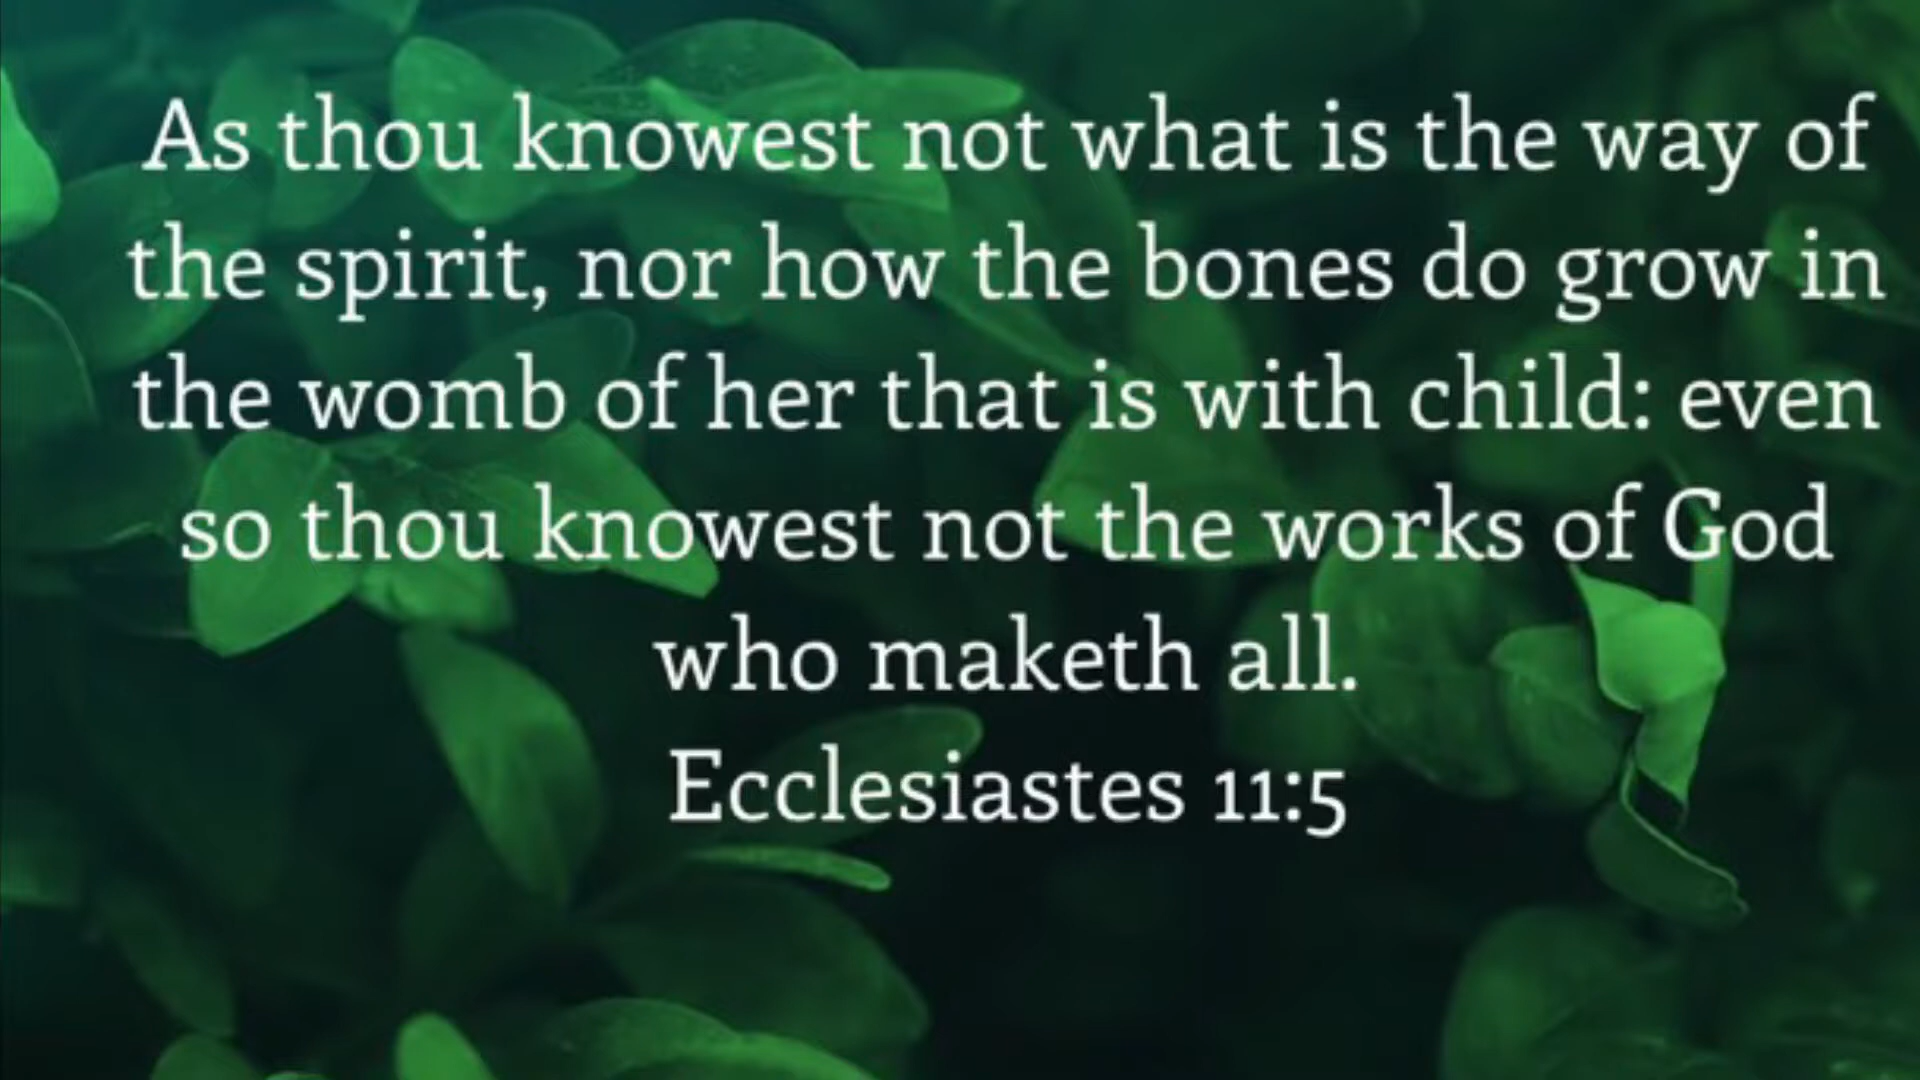 As thou knowest not what is the way of
the spirit, nor how the bones do grow in
the womb of her that is with child: even
so thou knowest not the works of God
who maketh all.
Ecclesiastes 11:5